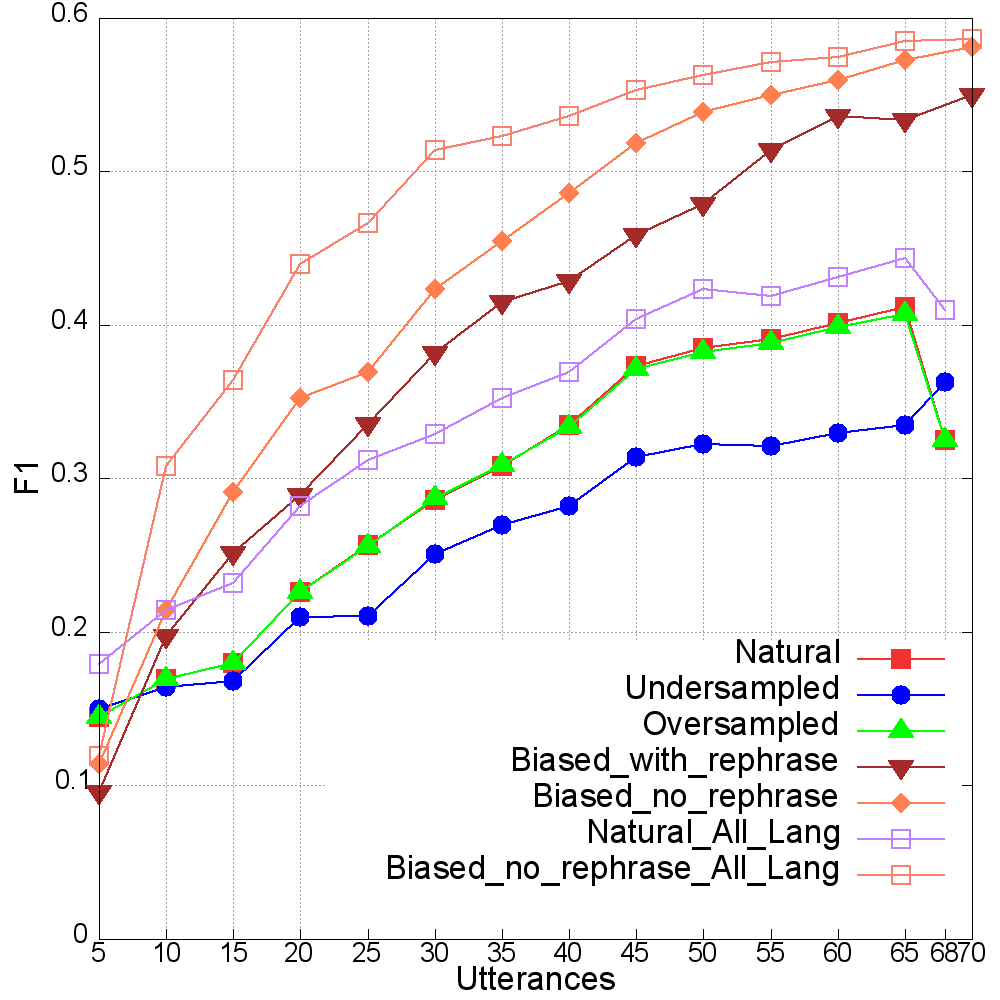 0.6
0.5
0.4
0.3
0.2
0.1
0
F1
Natural
Undersampled
Oversampled
Biased_with_rephrase
Biased_no_rephrase
Natural_All_Lang
Biased_no_rephrase_All_Lang
5 10 15 20 25 30 35 40 45 50 55 60 65 68 70
Utterances